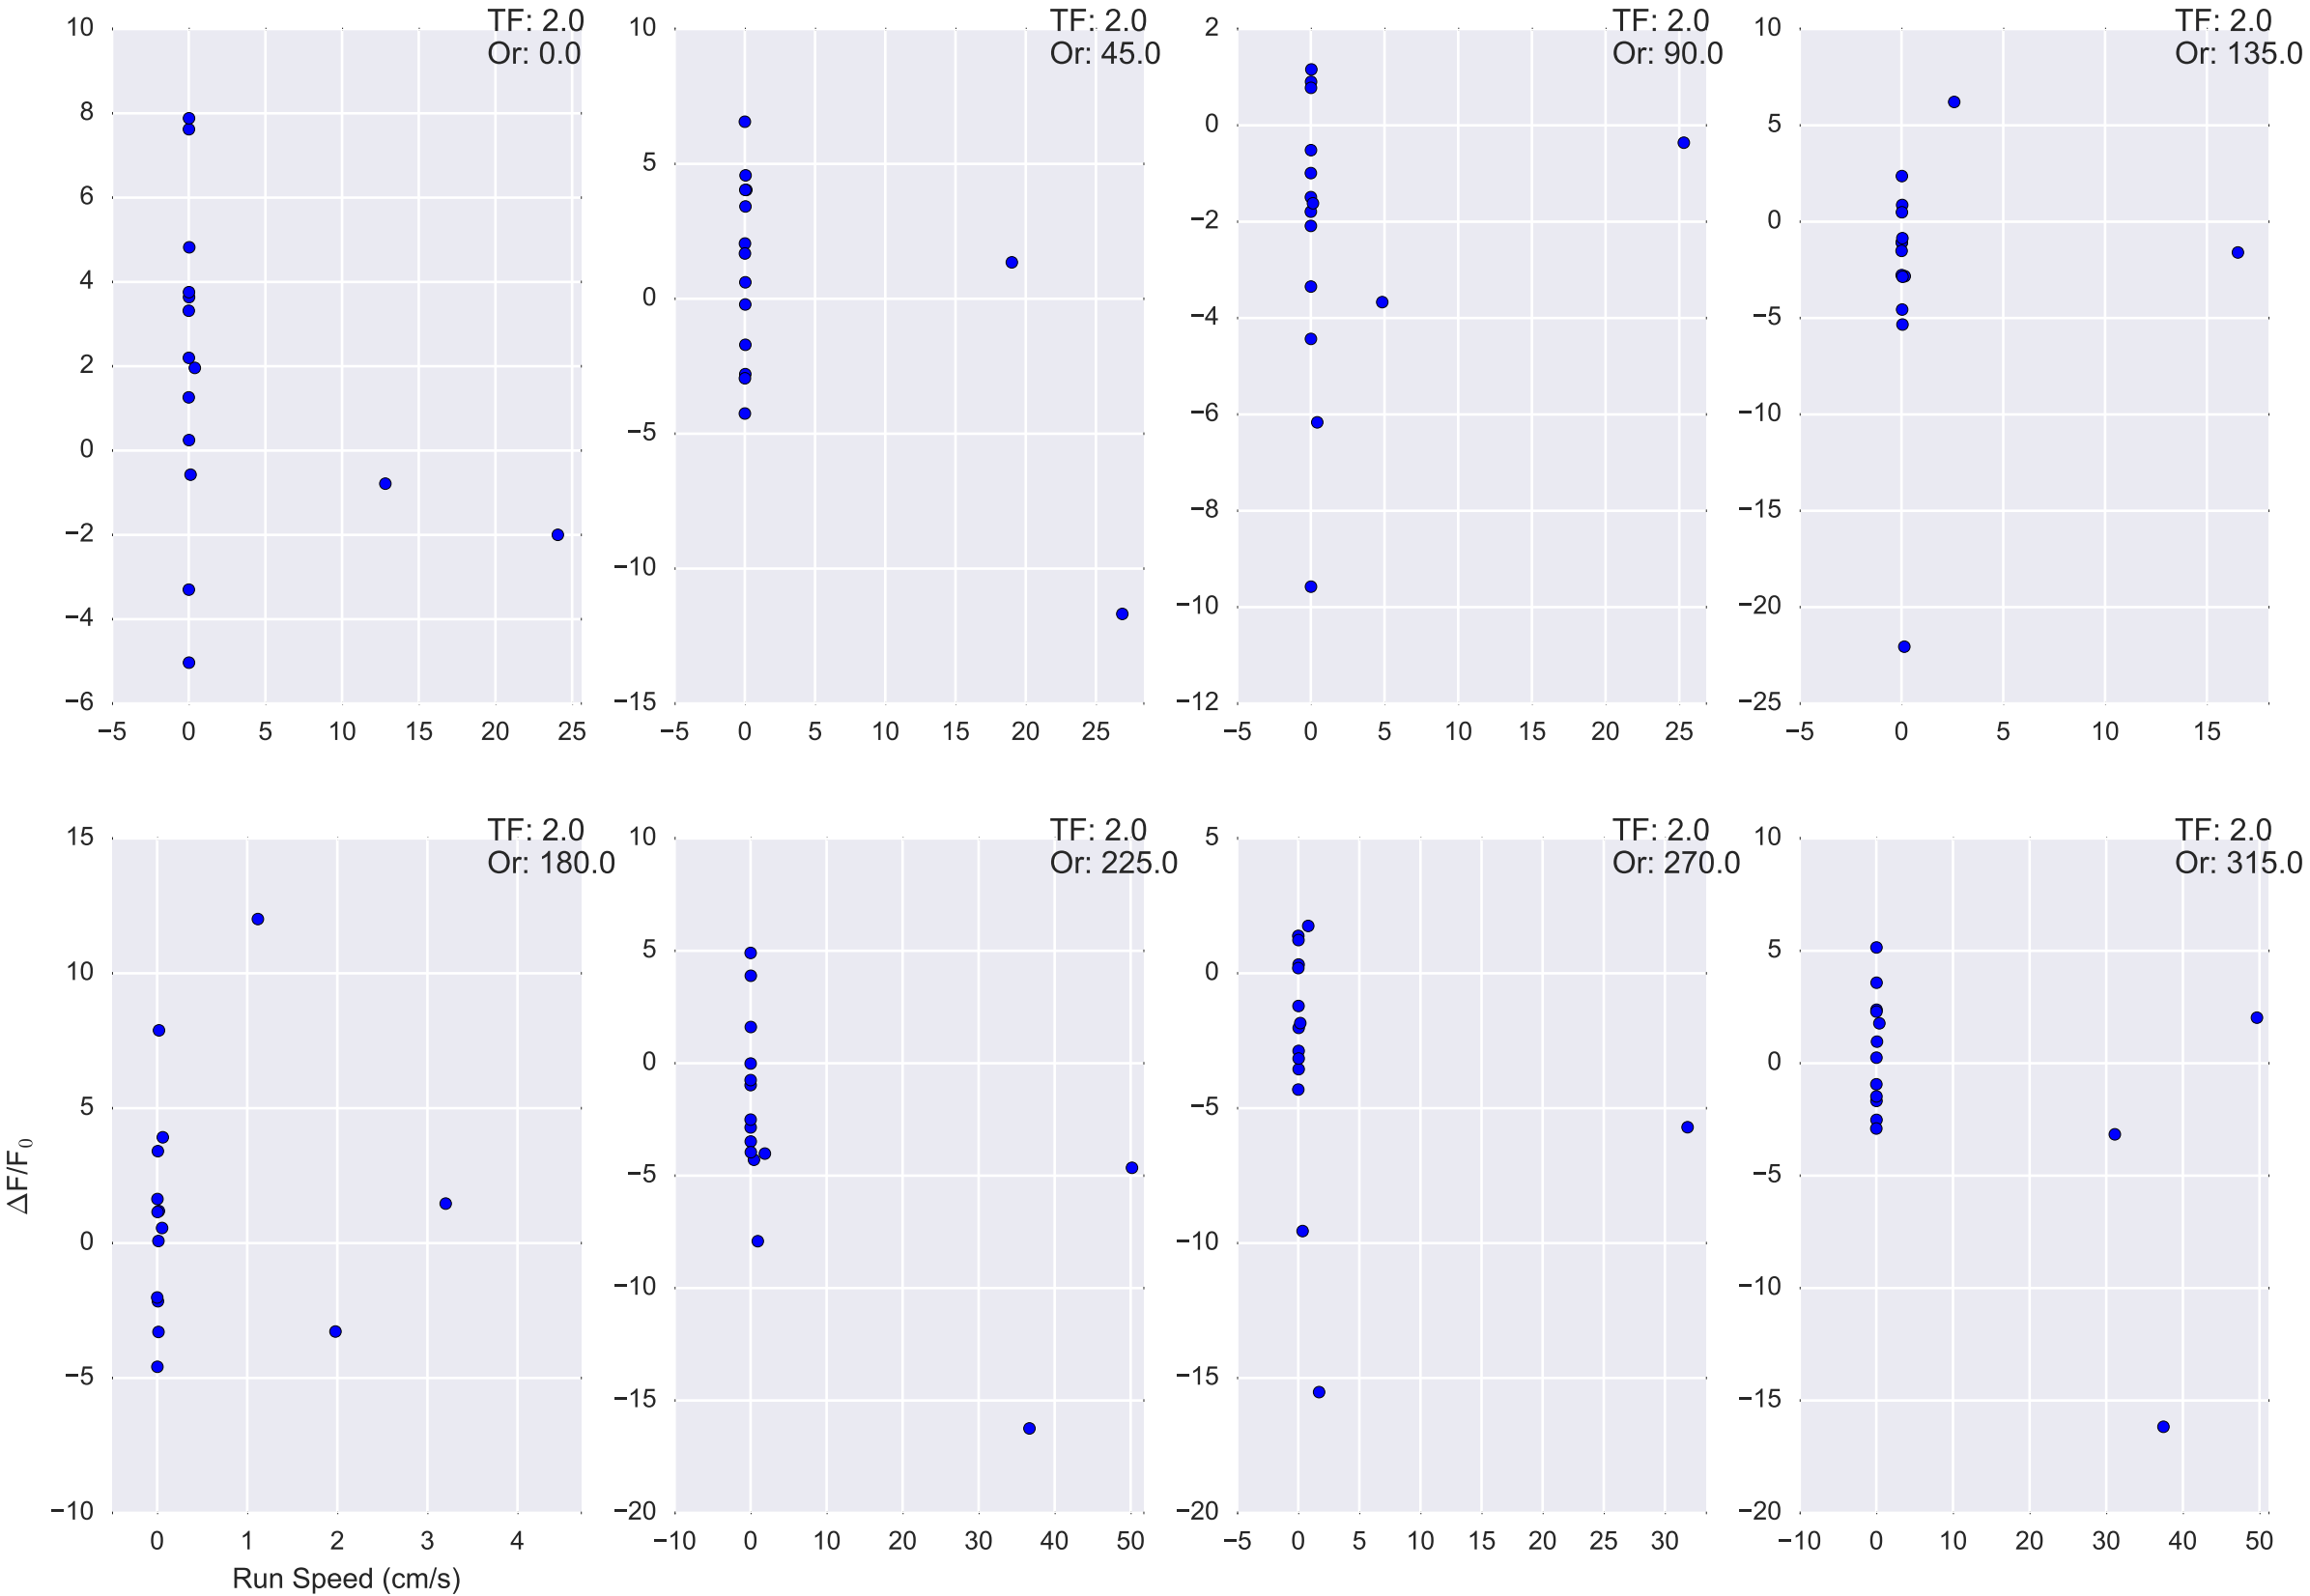 TF: 2.0
Or: 0.0
10
8
6
4
2
0
−2
−4
−6
−5 0 5 10 15 20 25
TF: 2.0
Or: 45.0
10
5
0
−5
−10
−15
−5 0 5 10 15 20 25
TF: 2.0
Or: 90.0
2
0
−2
−4
−6
−8
−10
−12
−5 0 5 10 15 20 25
TF: 2.0
Or: 135.0
10
5
0
−5
−10
−15
−20
−25
−5 0 5 10 15
TF: 2.0
Or: 180.0
15
10
5
0
−5
−10
ΔF/F₀
0 1 2 3 4
Run Speed (cm/s)
TF: 2.0
Or: 225.0
10
5
0
−5
−10
−15
−20
−10 0 10 20 30 40 50
TF: 2.0
Or: 270.0
5
0
−5
−10
−15
−20
−5 0 5 10 15 20 25 30
TF: 2.0
Or: 315.0
10
5
0
−5
−10
−15
−20
−10 0 10 20 30 40 50